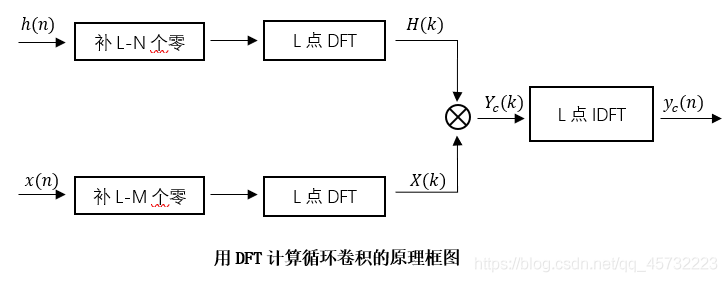 h(n) 补 L-N 个零 L 点 DFT H(k)
Y_c(k) L 点 IDFT y_c(n)
x(n) 补 L-M 个零 L 点 DFT X(k)
用 DFT 计算循环卷积的原理框图
https://blog.csdn.net/qq_45732223